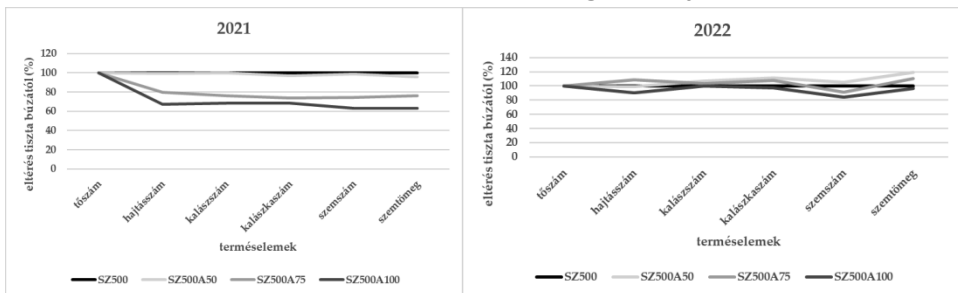 2021
eltérés tiszta búzától (%)
120
100
80
60
40
20
0
tőszám
hajtásszám
kalászszám
kalászkaszám
szemszám
szemtömeg
terméselemek
SZ500 SZ500A50 SZ500A75 SZ500A100
2022
eltérés tiszta búzától (%)
140
120
100
80
60
40
20
0
tőszám
hajtásszám
kalászszám
kalászkaszám
szemszám
szemtömeg
terméselemek
SZ500 SZ500A50 SZ500A75 SZ500A100